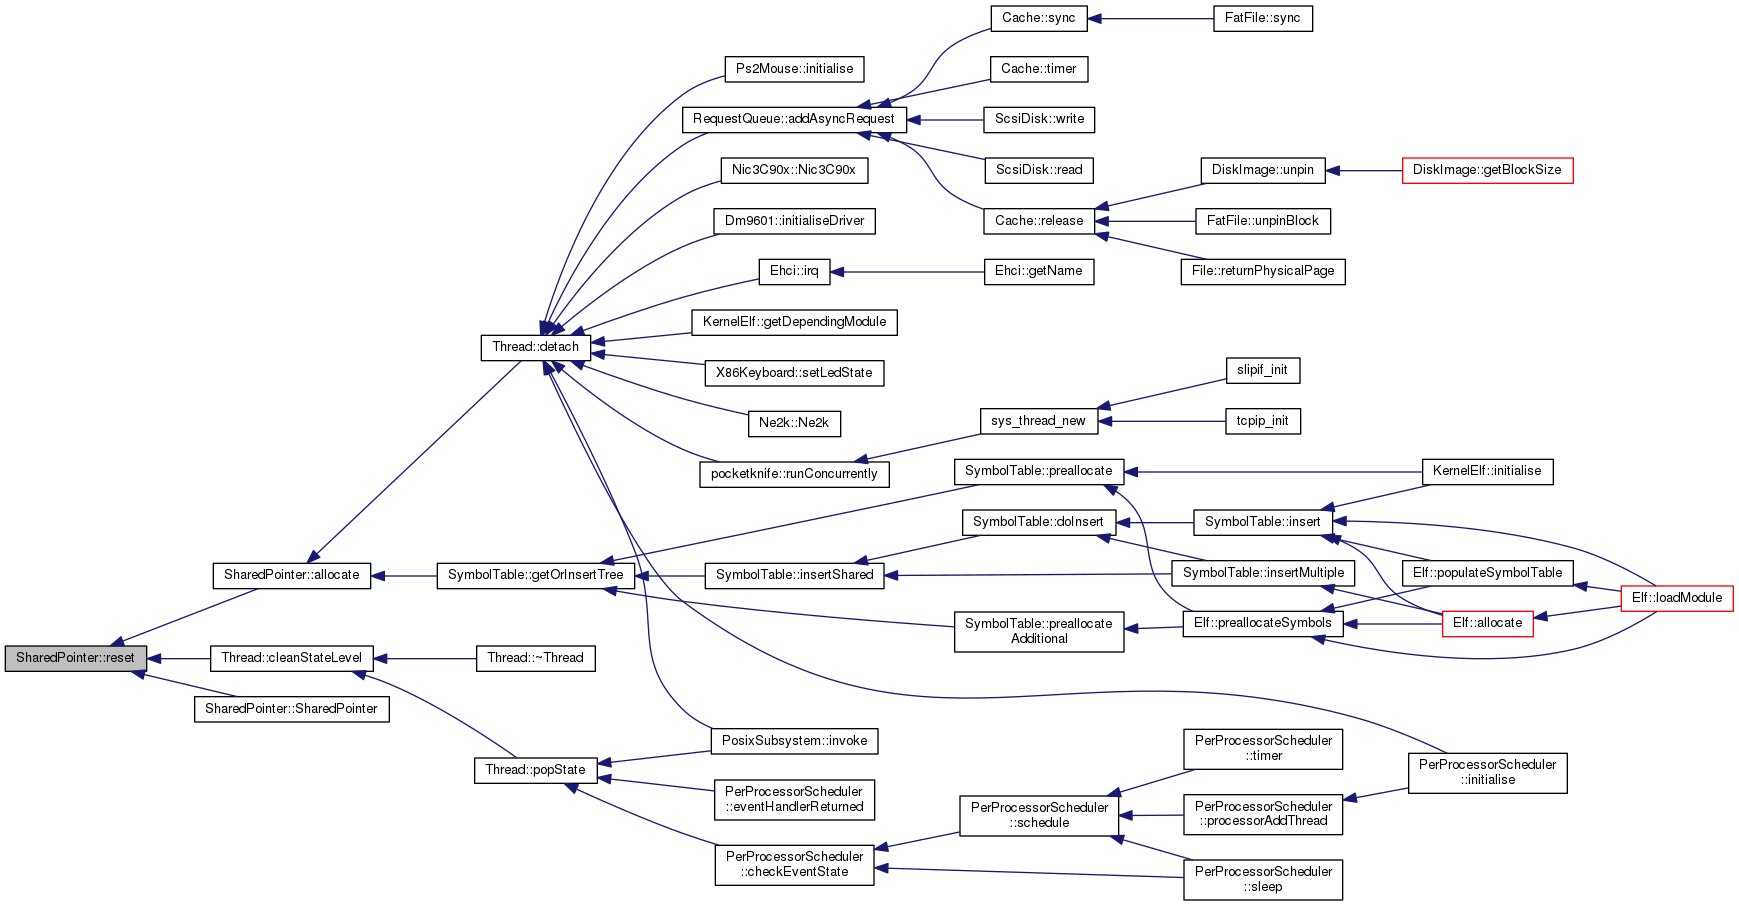 Cache::sync
FatFile::sync
Ps2Mouse::initialise
Cache::timer
RequestQueue::addAsyncRequest
ScsiDisk::write
Nic3C90x::Nic3C90x
ScsiDisk::read
DiskImage::unpin
DiskImage::getBlockSize
Dm9601::initialiseDriver
Cache::release
FatFile::unpinBlock
Ehci::irq
Ehci::getName
File::returnPhysicalPage
KernelElf::getDependingModule
Thread::detach
X86Keyboard::setLedState
slipif_init
Ne2k::Ne2k
sys_thread_new
tcpip_init
pocketknife::runConcurrently
SymbolTable::preallocate
KernelElf::initialise
SymbolTable::doInsert
SymbolTable::insert
SharedPointer::allocate
SymbolTable::getOrInsertTree
SymbolTable::insertShared
SymbolTable::insertMultiple
Elf::populateSymbolTable
Elf::loadModule
SymbolTable::preallocate
Additional
Elf::preallocateSymbols
Elf::allocate
SharedPointer::reset
Thread::cleanStateLevel
Thread::~Thread
SharedPointer::SharedPointer
PosixSubsystem::invoke
PerProcessorScheduler
::timer
Thread::popState
PerProcessorScheduler
::initialise
PerProcessorScheduler
::eventHandlerReturned
PerProcessorScheduler
::schedule
PerProcessorScheduler
::processorAddThread
PerProcessorScheduler
::checkEventState
PerProcessorScheduler
::sleep